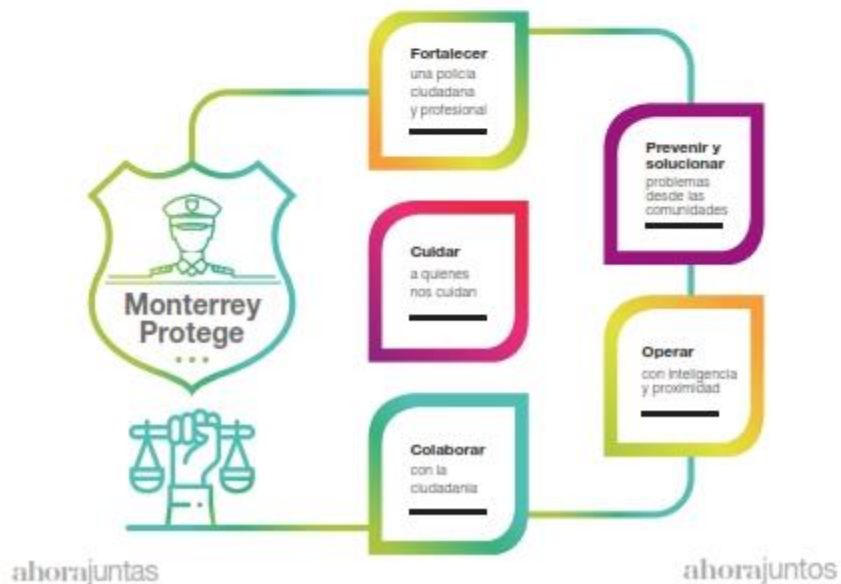 Fortalecer
una policía
ciudadana
y profesional
Prevenir y
solucionar
problemas
desde las
comunidades
Monterrey
Protege
Cuidar
a quienes
nos cuidan
Operar
con inteligencia
y proximidad
Colaborar
con la
ciudadanía
ahorajuntas
ahorajuntos